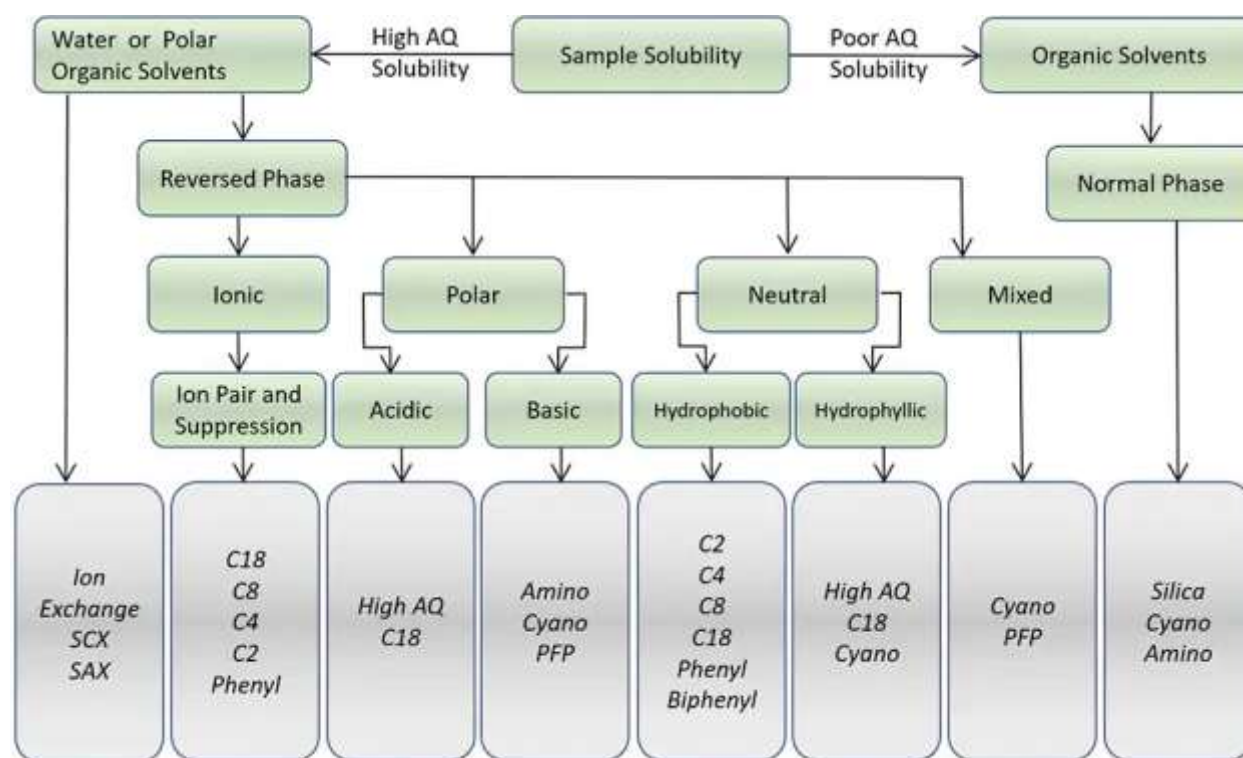 Water or Polar
Organic Solvents
High AQ
Solubility
Sample Solubility
Poor AQ
Solubility
Organic Solvents
Reversed Phase
Normal Phase
Ionic
Polar
Neutral
Mixed
Ion Pair and
Suppression
Acidic
Basic
Hydrophobic
Hydrophyllic
Ion
Exchange
SCX
SAX
C18
C8
C4
C2
Phenyl
High AQ
C18
Amino
Cyano
PFP
C2
C4
C8
C18
Phenyl
Biphenyl
High AQ
C18
Cyano
Cyano
PFP
Silica
Cyano
Amino